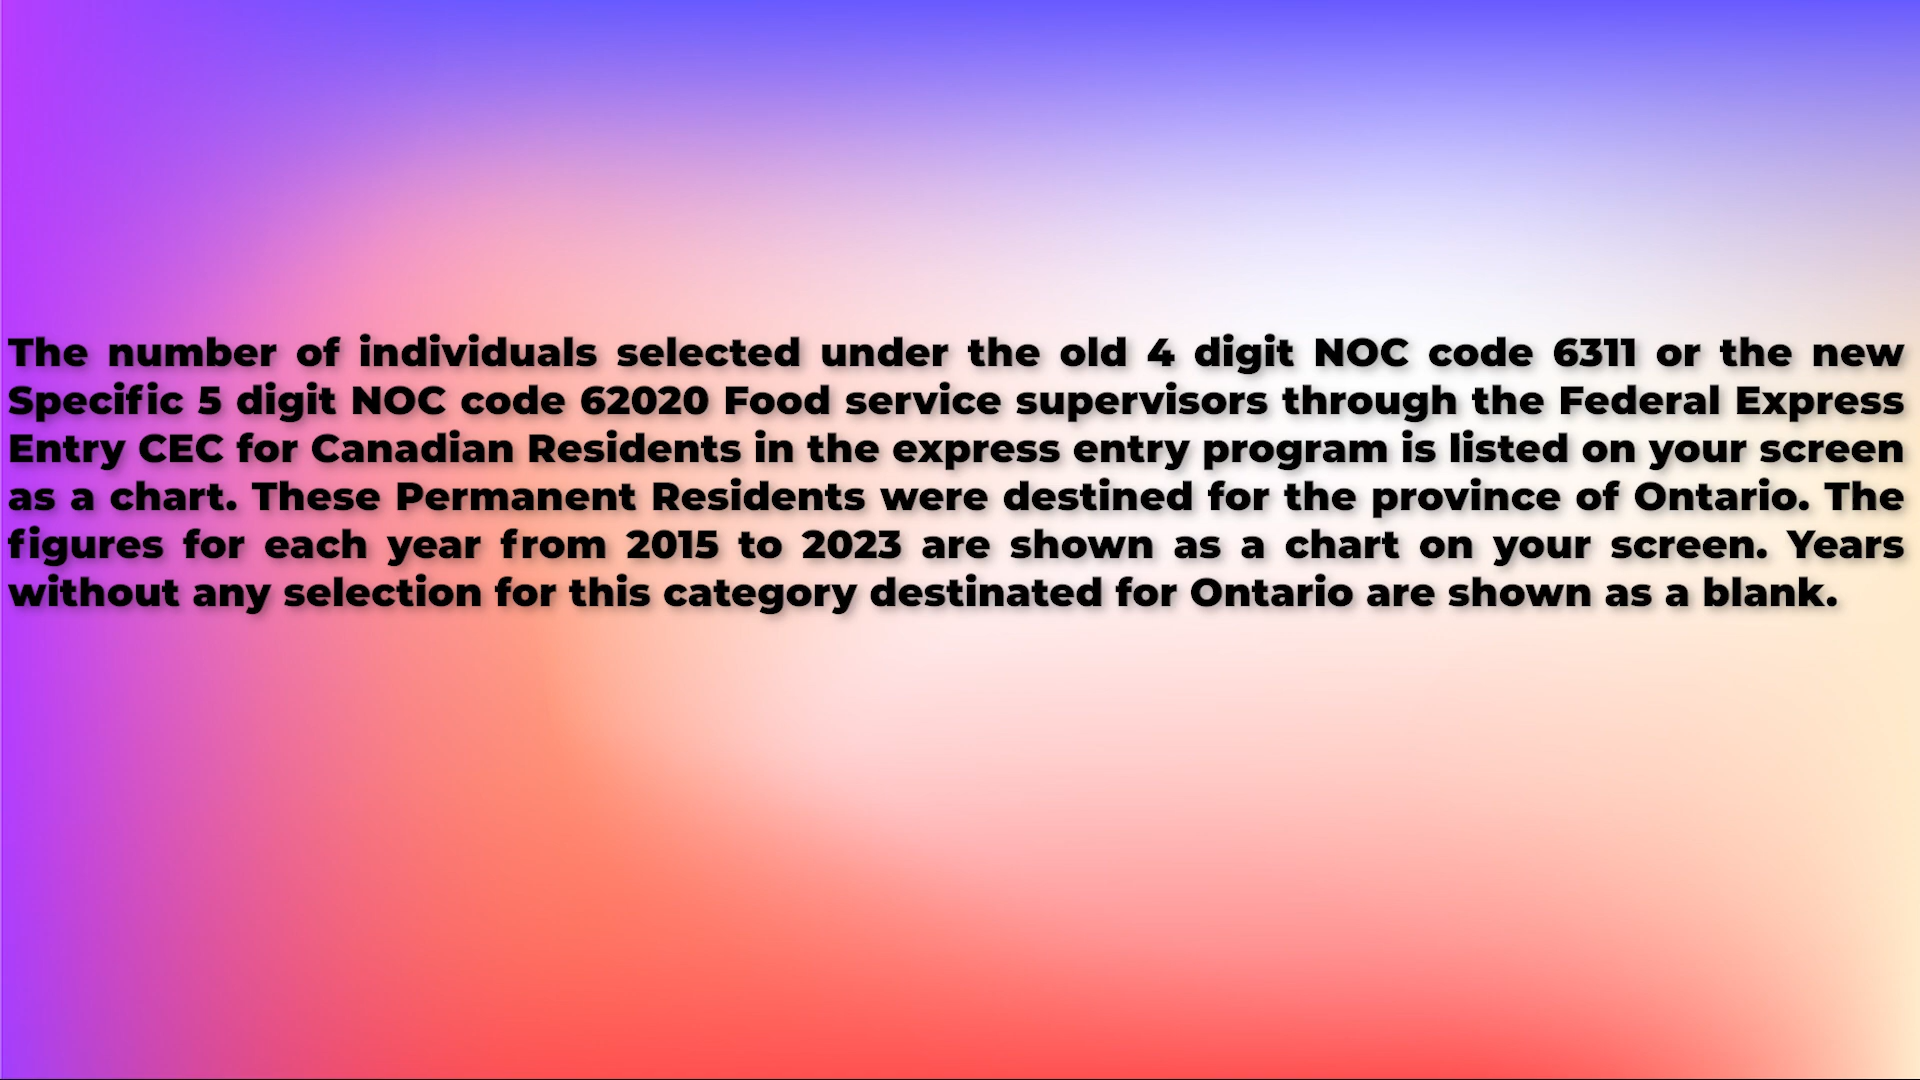 The number of individuals selected under the old 4 digit NOC code 6311 or the new
Specific 5 digit NOC code 62020 Food service supervisors through the Federal Express
Entry CEC for Canadian Residents in the express entry program is listed on your screen
as a chart. These Permanent Residents were destined for the province of Ontario. The
figures for each year from 2015 to 2023 are shown as a chart on your screen. Years
without any selection for this category destinated for Ontario are shown as a blank.